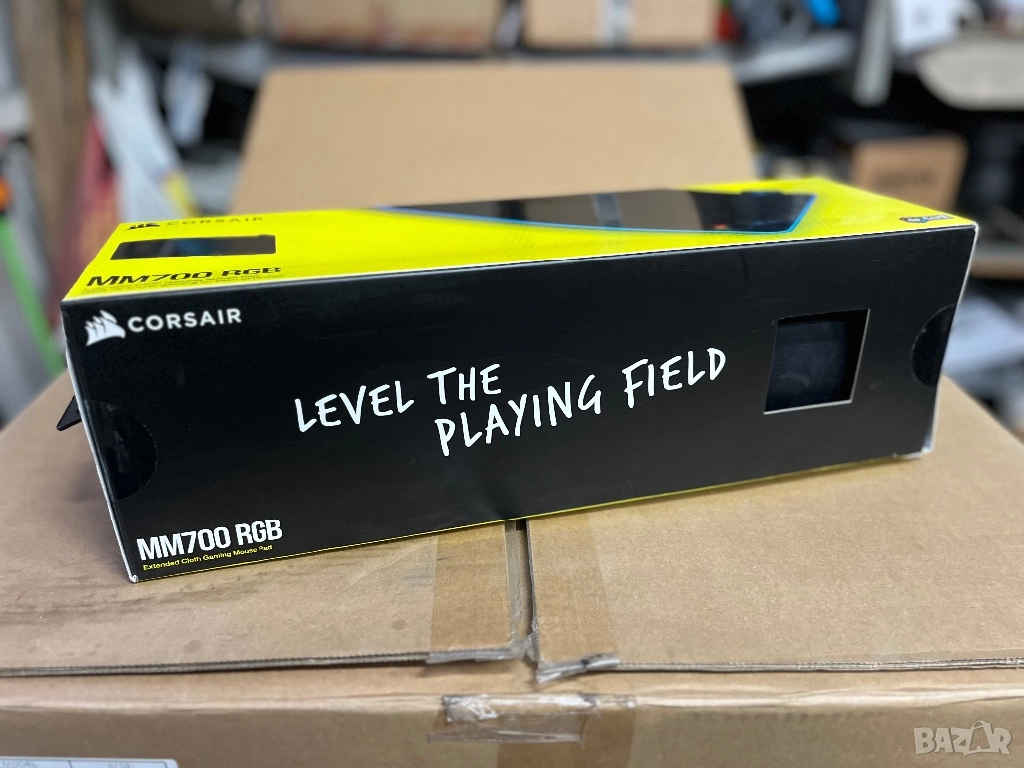 CORSAIR
MM700 RGB
CORSAIR
LEVEL THE
PLAYING FIELD
MM700 RGB
Extended Cloth Gaming Mouse Pad
BAZAR